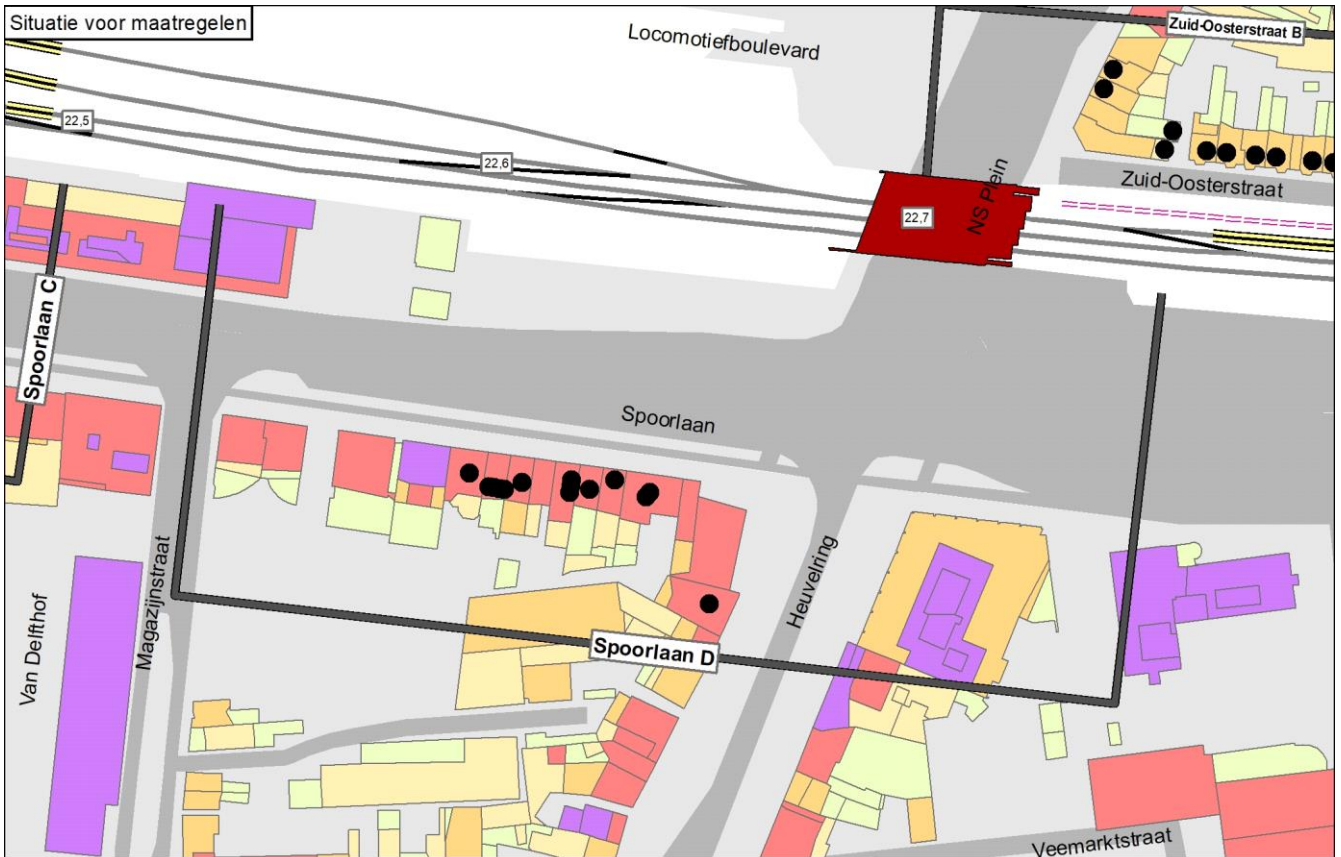 Situatie voor maatregelen
Locomotiefboulevard
Zuid-Oosterstraat B
22,5
22,6
Zuid-Oosterstraat
22,7
NS Plein
Spoorlaan C
Spoorlaan
Magazijnstraat
Heuvelring
Van Delfthof
Spoorlaan D
Veemarktstraat